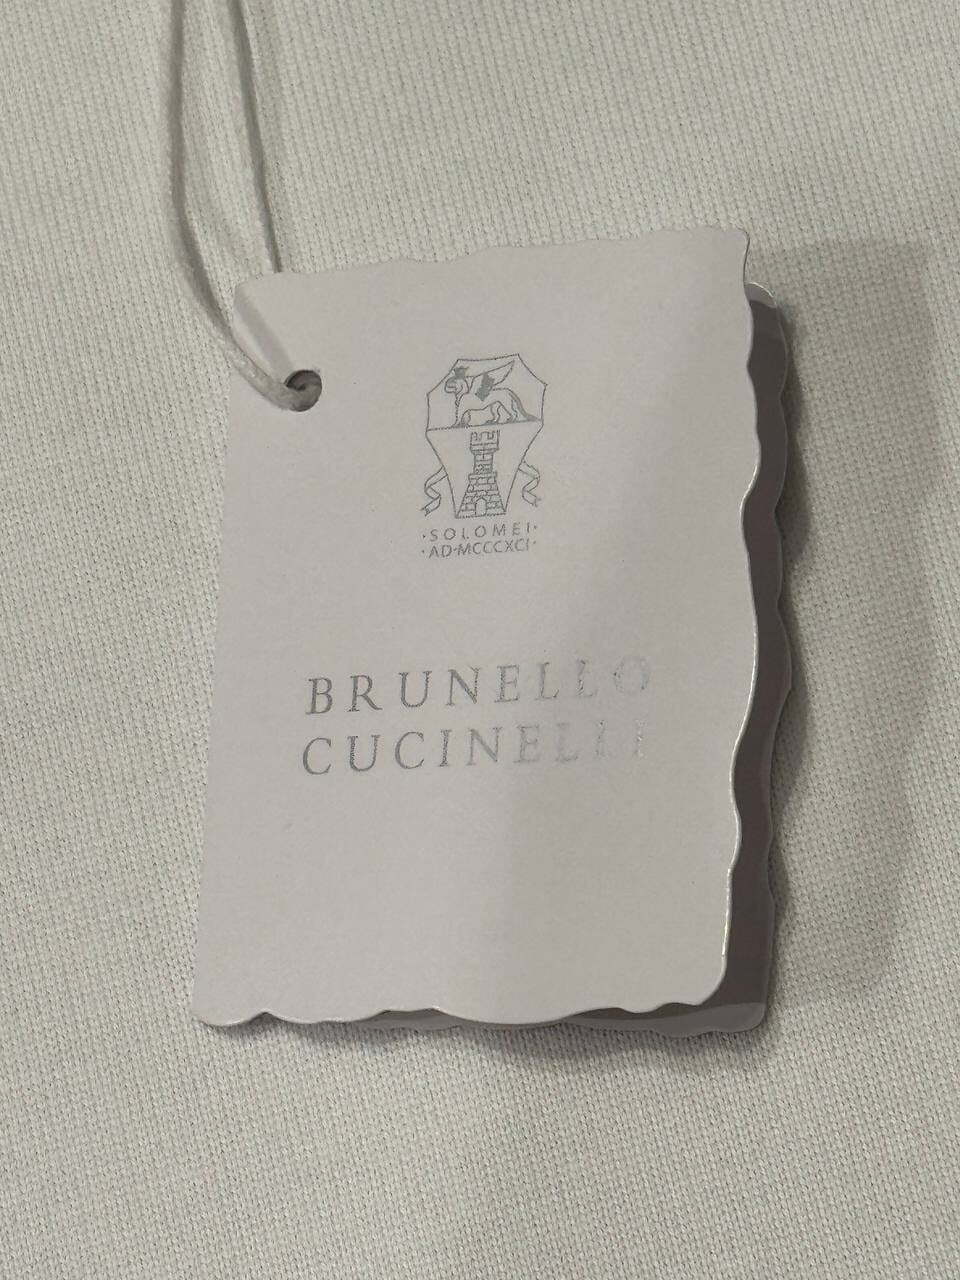 ·SOLOMEI·
·AD·MCCCXCI·
BRUNELLO
CUCINELLI